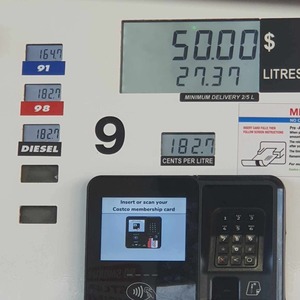 50.00 $
27.37 LITRES
MINIMUM DELIVERY 2/5 L
164.7
91
182.7
98
182.7
DIESEL
9
182.7
CENTS PER LITRE
Insert or scan your
Costco membership card